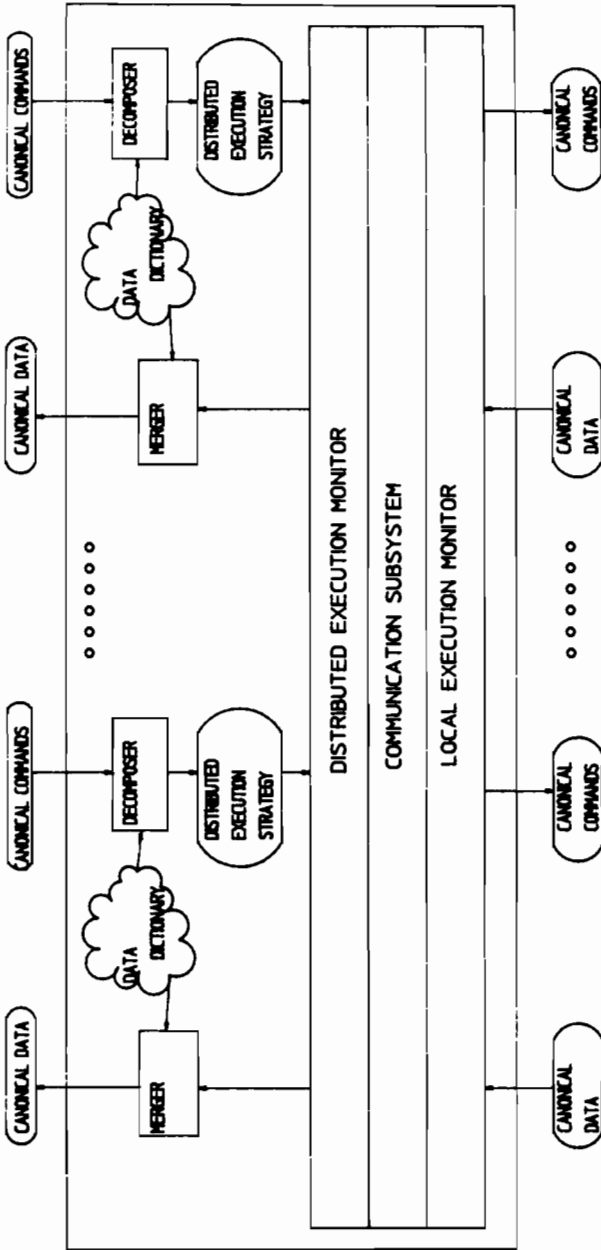 CANONICAL DATA
CANONICAL COMMANDS
CANONICAL DATA
CANONICAL COMMANDS
MERGER
DATA
DICTIONARY
DECOMPOSER
MERGER
DATA
DICTIONARY
DECOMPOSER
DISTRIBUTED
EXECUTION
STRATEGY
DISTRIBUTED
EXECUTION
STRATEGY
DISTRIBUTED EXECUTION MONITOR
COMMUNICATION SUBSYSTEM
LOCAL EXECUTION MONITOR
CANONICAL
DATA
CANONICAL
COMMANDS
CANONICAL
DATA
CANONICAL
COMMANDS